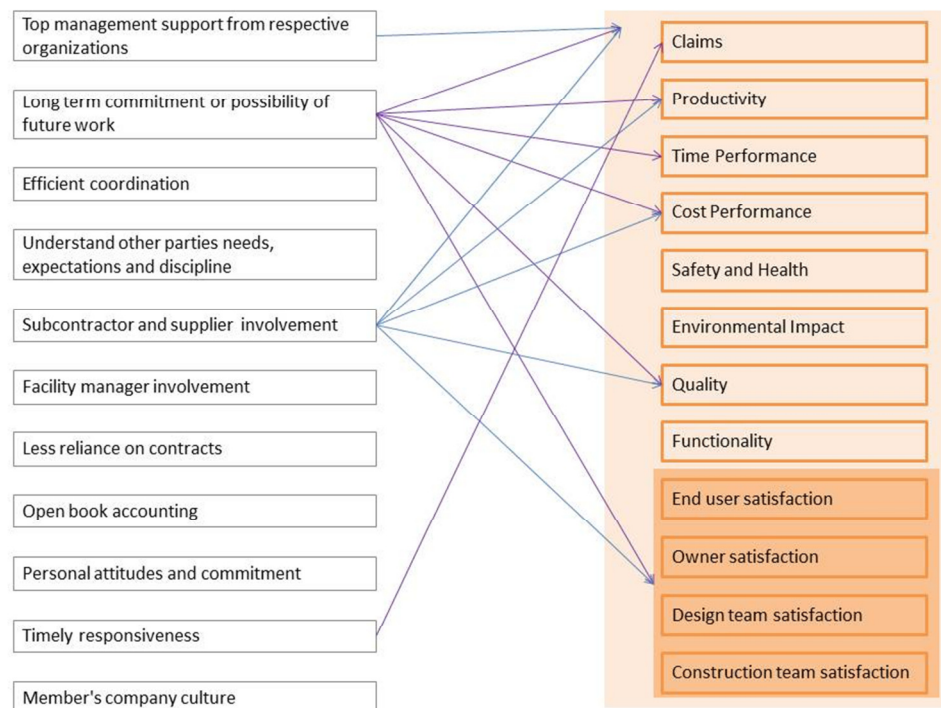 Top management support from respective
organizations
Long term commitment or possibility of
future work
Efficient coordination
Understand other parties needs,
expectations and discipline
Subcontractor and supplier involvement
Facility manager involvement
Less reliance on contracts
Open book accounting
Personal attitudes and commitment
Timely responsiveness
Member's company culture
Claims
Productivity
Time Performance
Cost Performance
Safety and Health
Environmental Impact
Quality
Functionality
End user satisfaction
Owner satisfaction
Design team satisfaction
Construction team satisfaction